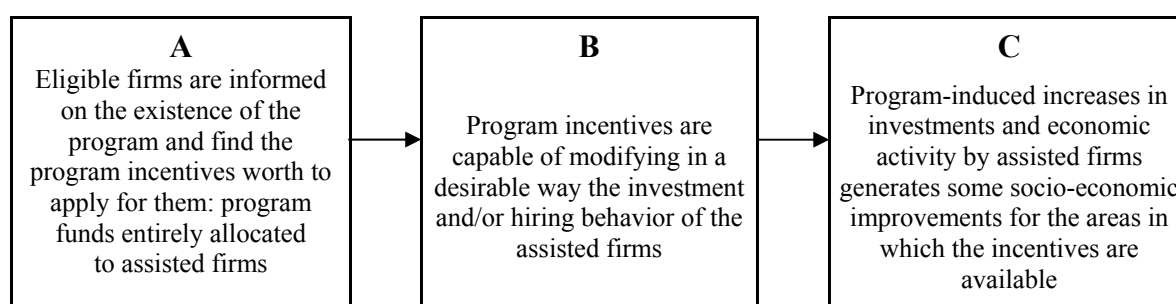 A
Eligible firms are informed
on the existence of the
program and find the
program incentives worth to
apply for them: program
funds entirely allocated
to assisted firms
B
Program incentives are
capable of modifying in a
desirable way the investment
and/or hiring behavior of the
assisted firms
C
Program-induced increases in
investments and economic
activity by assisted firms
generates some socio-economic
improvements for the areas in
which the incentives are
available